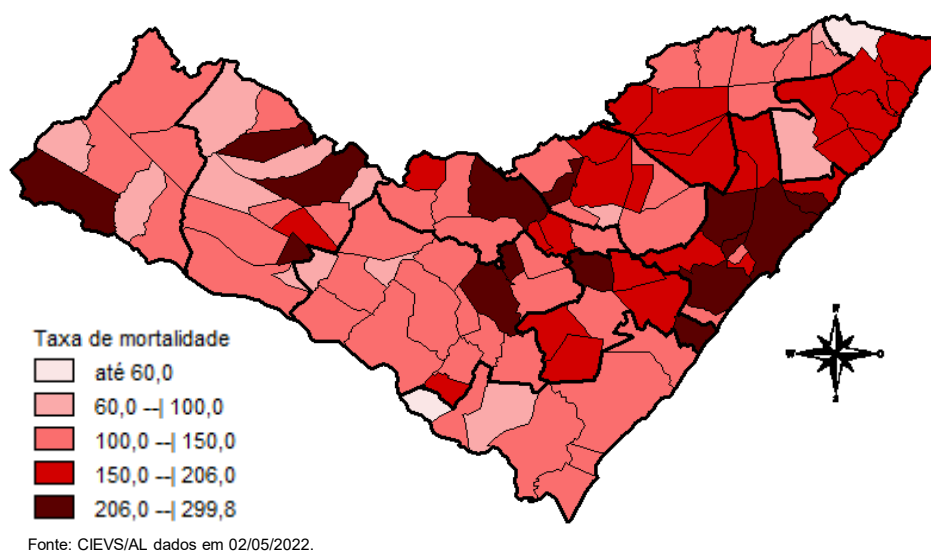 Taxa de mortalidade
até 60,0
60,0 --| 100,0
100,0 --| 150,0
150,0 --| 206,0
206,0 --| 299,8
Fonte: CIEVS/AL dados em 02/05/2022.